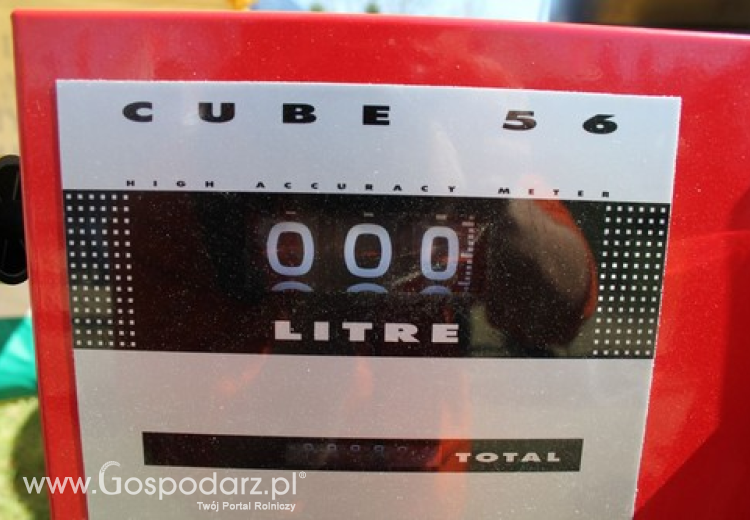 CUBE 56
HIGH ACCURACY METER
000
LITRE
TOTAL
www.Gospodarz.pl®
Twój Portal Rolniczy